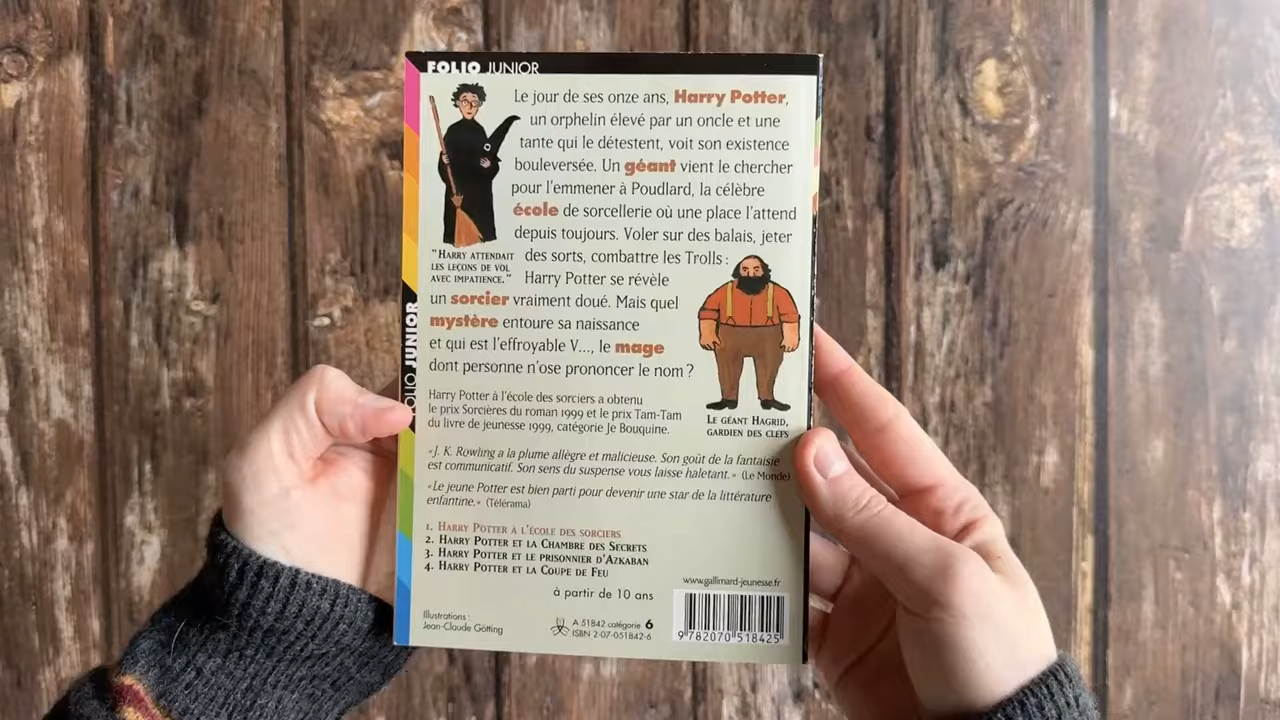 FOLIO JUNIOR
Le jour de ses onze ans, Harry Potter,
un orphelin élevé par un oncle et une
tante qui le détestent, voit son existence
bouleversée. Un géant vient le chercher
pour l'emmener à Poudlard, la célèbre
école de sorcellerie où une place l'attend
depuis toujours. Voler sur des balais, jeter
des sorts, combattre les Trolls :
Harry Potter se révèle
un sorcier vraiment doué. Mais quel
mystère entoure sa naissance
et qui est l'effroyable V..., le mage
dont personne n'ose prononcer le nom ?
"HARRY ATTENDAIT
LES LEÇONS DE VOL
AVEC IMPATIENCE."
LE GÉANT HAGRID,
GARDIEN DES CLEFS
Harry Potter à l'école des sorciers a obtenu
le prix Sorcières du roman 1999 et le prix Tam-Tam
du livre de jeunesse 1999, catégorie Je Bouquine.
«J. K. Rowling a la plume allègre et malicieuse. Son goût de la fantaisie
est communicatif. Son sens du suspense vous laisse haletant.» (Le Monde)
«Le jeune Potter est bien parti pour devenir une star de la littérature
enfantine.» (Télérama)
1. HARRY POTTER À L'ÉCOLE DES SORCIERS
2. HARRY POTTER ET LA CHAMBRE DES SECRETS
3. HARRY POTTER ET LE PRISONNIER D'AZKABAN
4. HARRY POTTER ET LA COUPE DE FEU
à partir de 10 ans
www.gallimard-jeunesse.fr
Illustrations :
Jean-Claude Götting
A 51842 catégorie 6
ISBN 2-07-051842-6
9 782070 518425
FOLIO JUNIOR